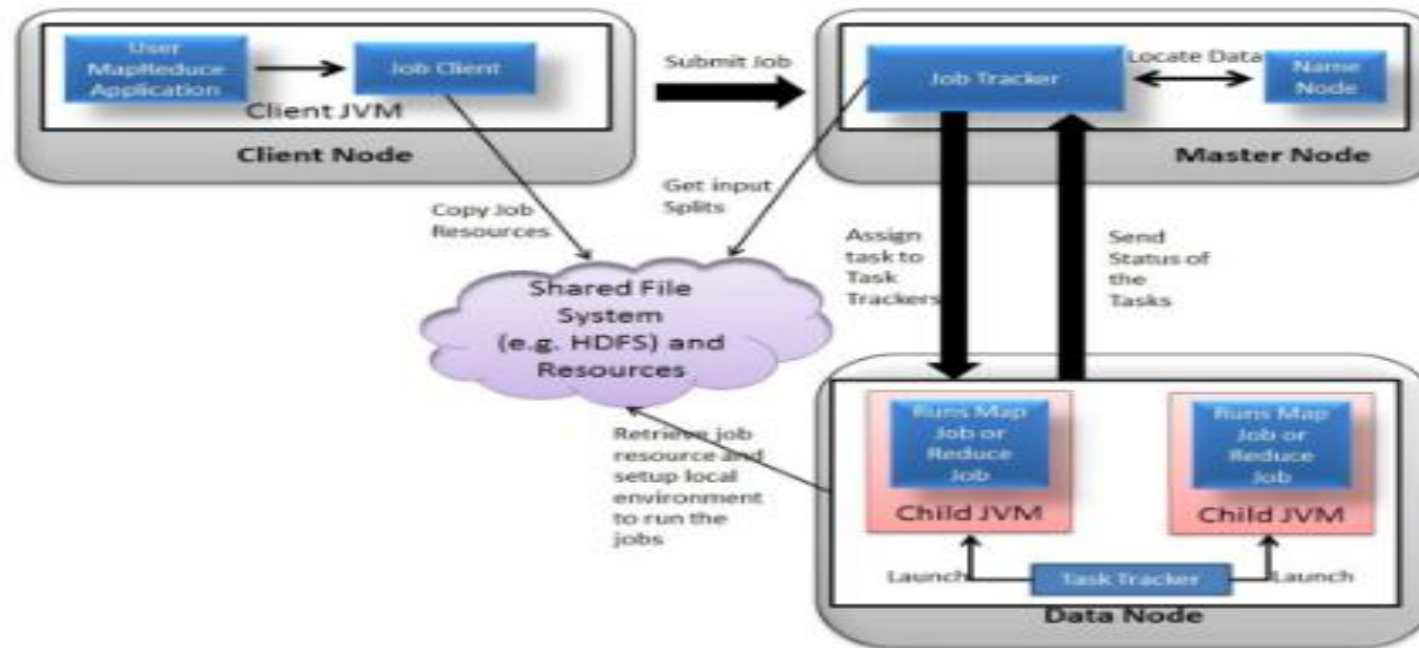 User
MapReduce
Application
Job Client
Client JVM
Client Node
Submit Job
Job Tracker
Locate Data
Name
Node
Master Node
Copy Job
Resources
Get input
Splits
Assign
task to
Task
Trackers
Send
Status of
the
Tasks
Shared File
System
(e.g. HDFS) and
Resources
Retrieve job
resource and
setup local
environment
to run the
jobs
Runs Map
Job or
Reduce
Job
Child JVM
Runs Map
Job or
Reduce
Job
Child JVM
Launch
Task Tracker
Launch
Data Node